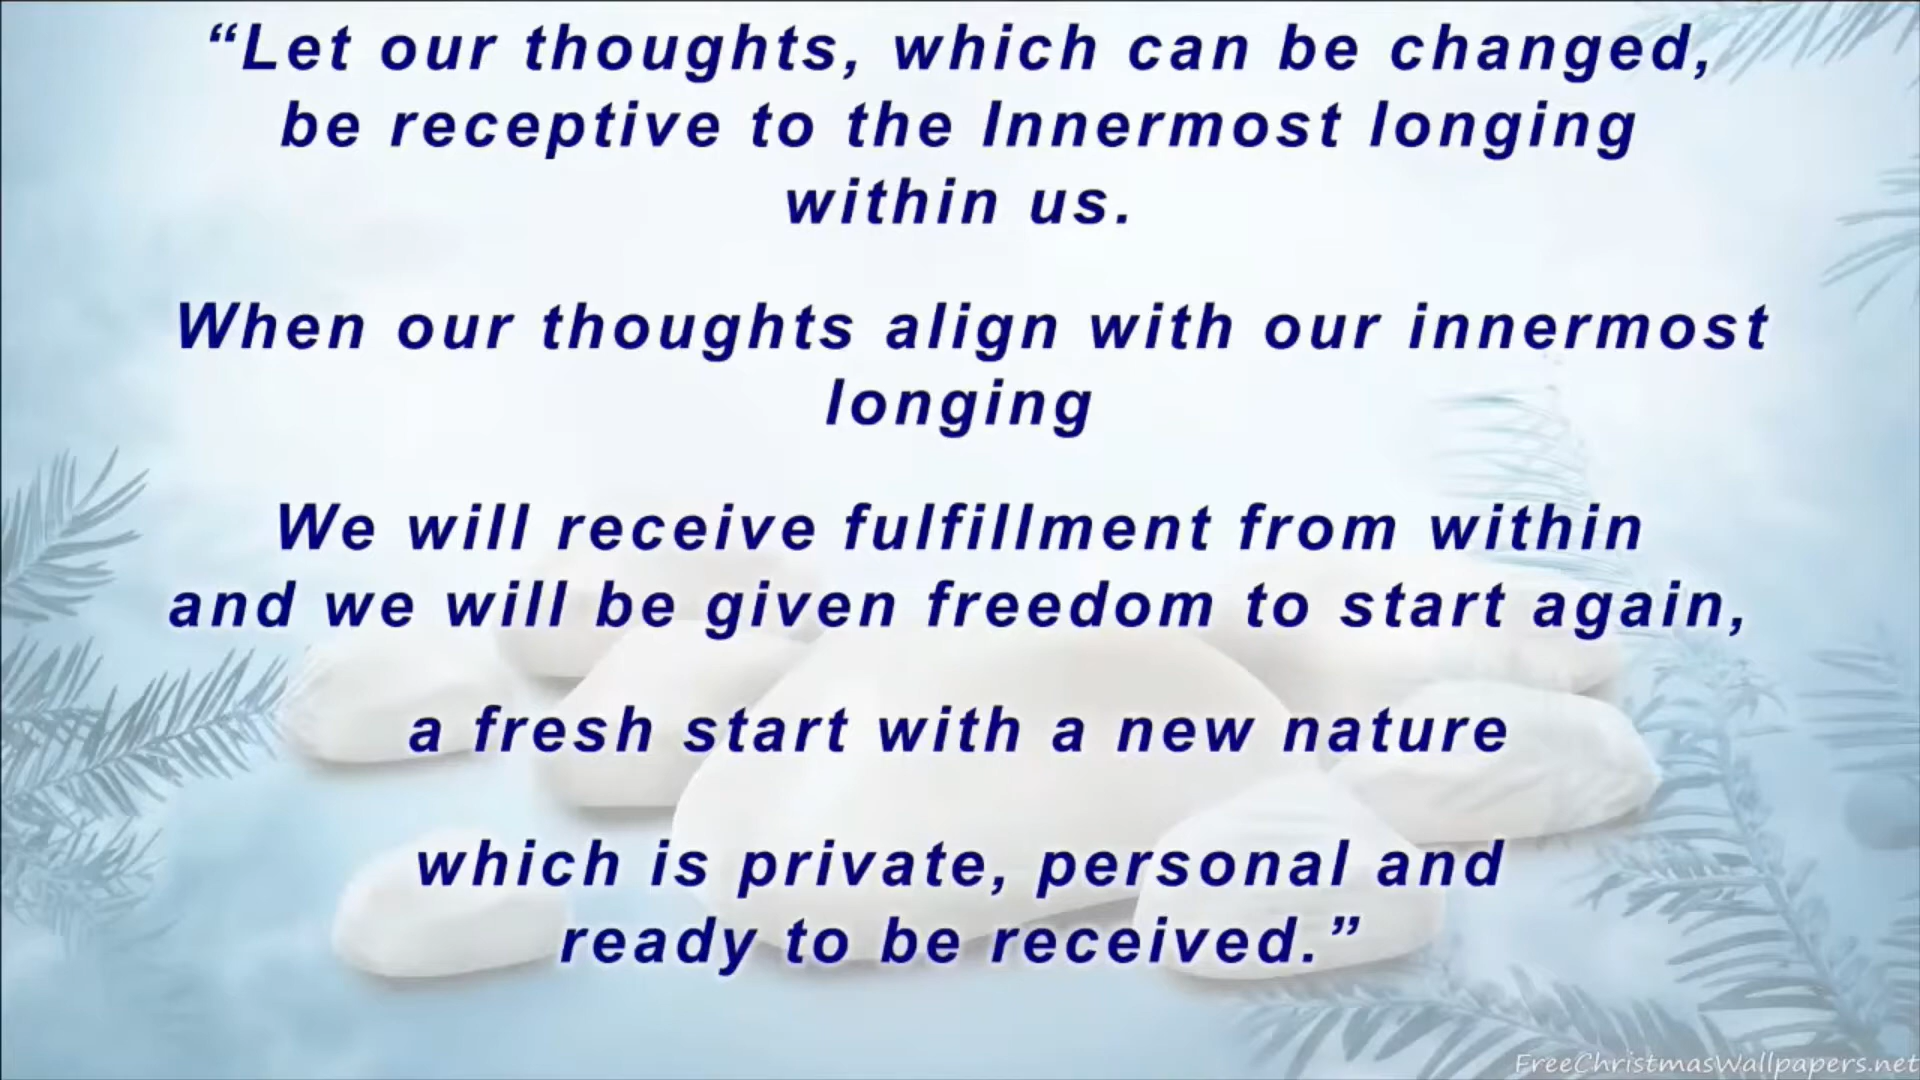 “Let our thoughts, which can be changed,
be receptive to the Innermost longing
within us.
When our thoughts align with our innermost
longing
We will receive fulfillment from within
and we will be given freedom to start again,
a fresh start with a new nature
which is private, personal and
ready to be received.”
FreeChristmasWallpapers.net